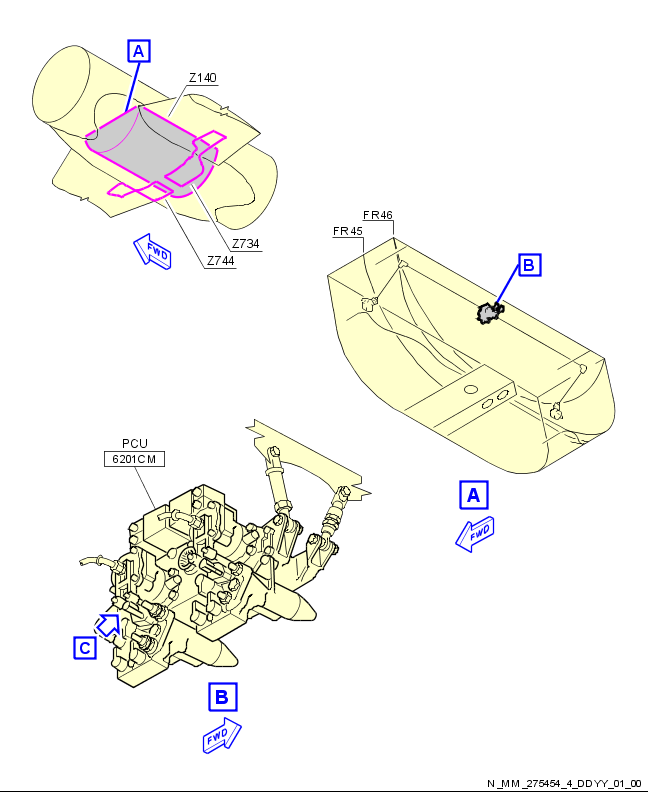 A
Z140
Z734
Z744
FWD
FR46
FR45
B
A
FWD
PCU
6201CM
C
B
FWD
N_MM_275454_4_DDYY_01_00